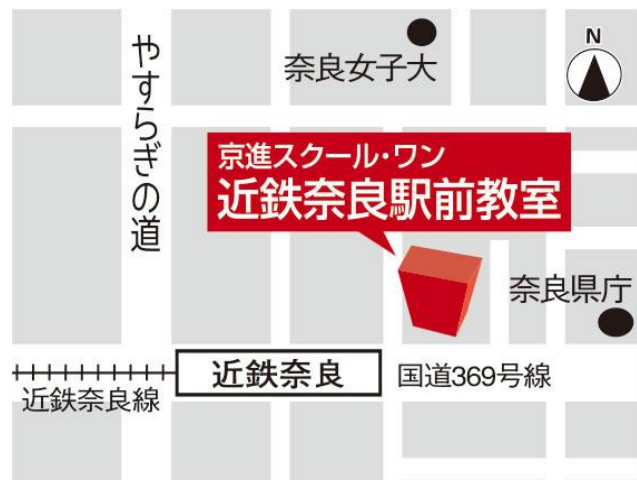 奈良女子大
N
やすらぎの道
京進スクール・ワン
近鉄奈良駅前教室
奈良県庁
近鉄奈良
国道369号線
近鉄奈良線